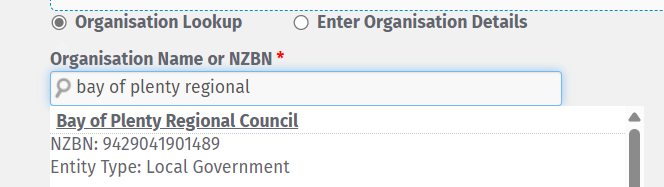 Organisation Lookup Enter Organisation Details
Organisation Name or NZBN *
bay of plenty regional
Bay of Plenty Regional Council
NZBN: 9429041901489
Entity Type: Local Government